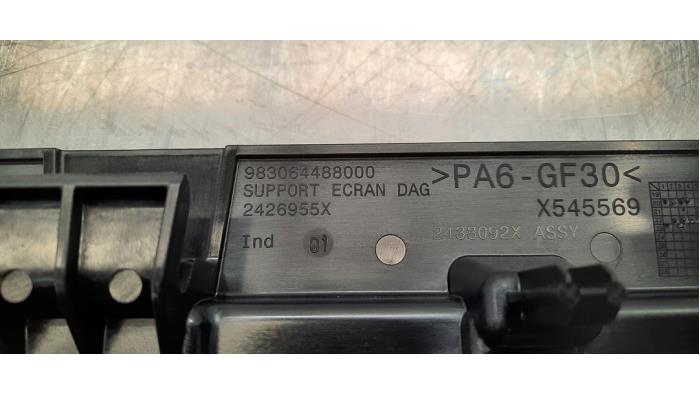 983064488000
SUPPORT ECRAN DAG
2426955X
Ind 01
>PA6-GF30<
X545569
2433092X ASSY